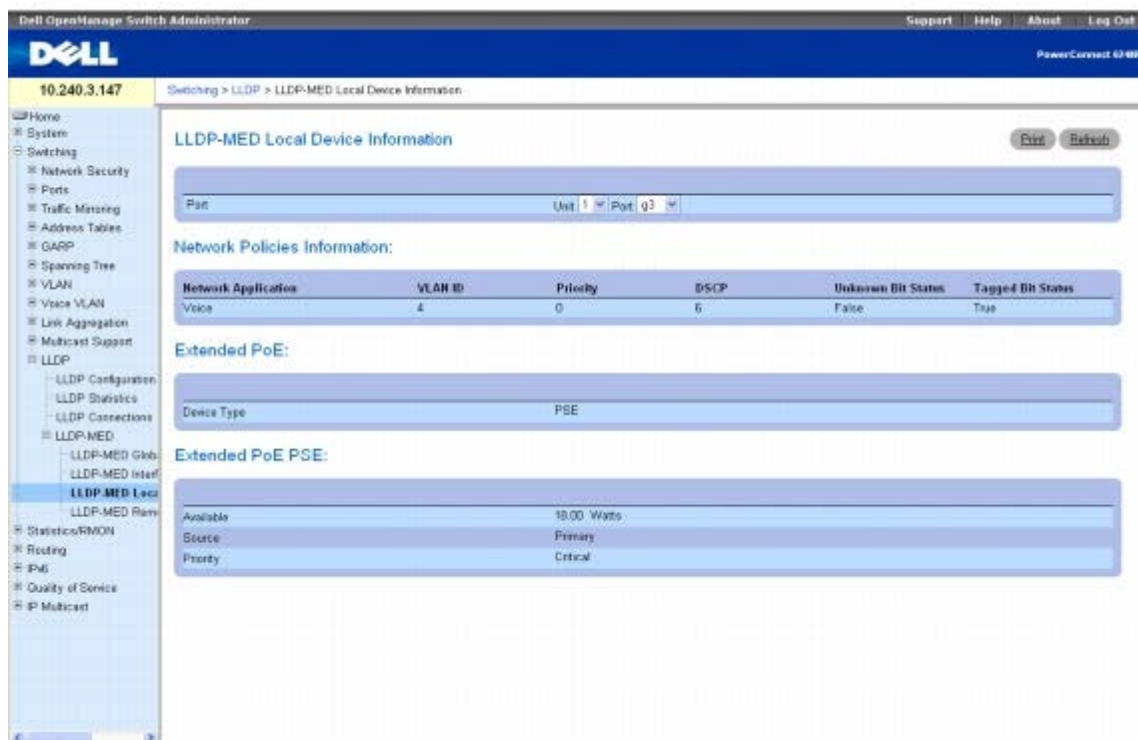 Dell OpenManage Switch Administrator
Support Help About Log Out
DELL
PowerConnect
10.240.3.147
Switching > LLDP > LLDP-MED Local Device Information
Home
System
Switching
Network Security
Ports
Traffic Mirroring
Address Tables
GARP
Spanning Tree
VLAN
Voice VLAN
Link Aggregation
Multicast Support
LLDP
LLDP Configuration
LLDP Statistics
LLDP Connections
LLDP-MED
LLDP-MED Glob
LLDP-MED Interf
LLDP-MED Loca
LLDP-MED Rem
Statistics/RMON
Routing
IPv6
Quality of Service
IP Multicast
LLDP-MED Local Device Information
Print Refresh
Port Unit 1 Port g3
Network Policies Information:
Network Application VLAN ID Priority DSCP Unknown Bit Status Tagged Bit Status
Voice 4 0 6 False True
Extended PoE:
Device Type PSE
Extended PoE PSE:
Available 18.00 Watts
Source Primary
Priority Critical